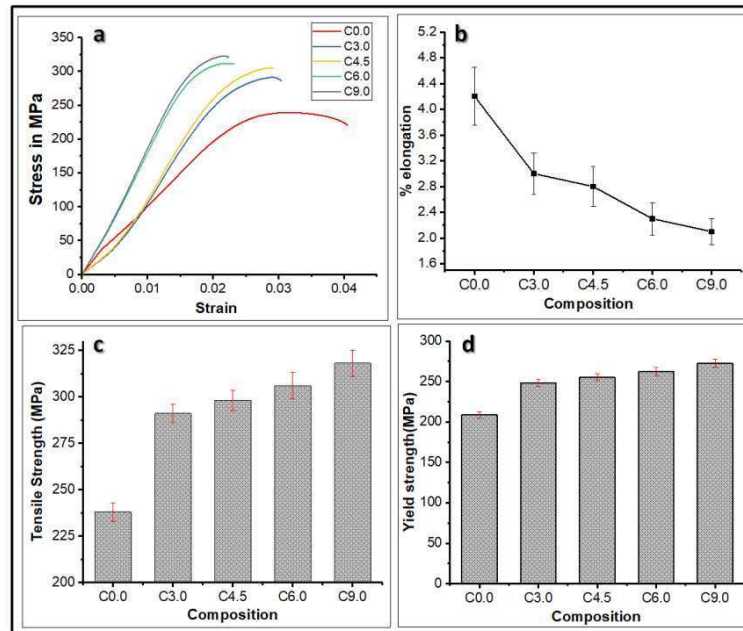 a
Stress in MPa
350
300
250
200
150
100
50
0
0.00 0.01 0.02 0.03 0.04
Strain
C0.0
C3.0
C4.5
C6.0
C9.0
b
% elongation
4.8
4.4
4.0
3.6
3.2
2.8
2.4
2.0
1.6
C0.0 C3.0 C4.5 C6.0 C9.0
Composition
c
Tensile Strength (MPa)
325
300
275
250
225
200
C0.0 C3.0 C4.5 C6.0 C9.0
Composition
d
Yield strength(MPa)
300
250
200
150
100
50
0
C0.0 C3.0 C4.5 C6.0 C9.0
Composition